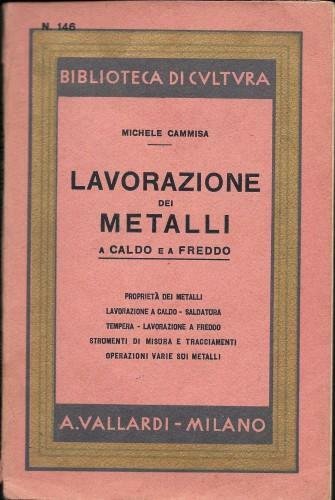 N. 146
BIBLIOTECA DI CVLTVRA
MICHELE CAMMISA
LAVORAZIONE
DEI
METALLI
A CALDO E A FREDDO
PROPRIETÀ DEI METALLI
LAVORAZIONE A CALDO - SALDATURA
TEMPERA - LAVORAZIONE A FREDDO
STRUMENTI DI MISURA E TRACCIAMENTI
OPERAZIONI VARIE SUI METALLI
A. VALLARDI - MILANO